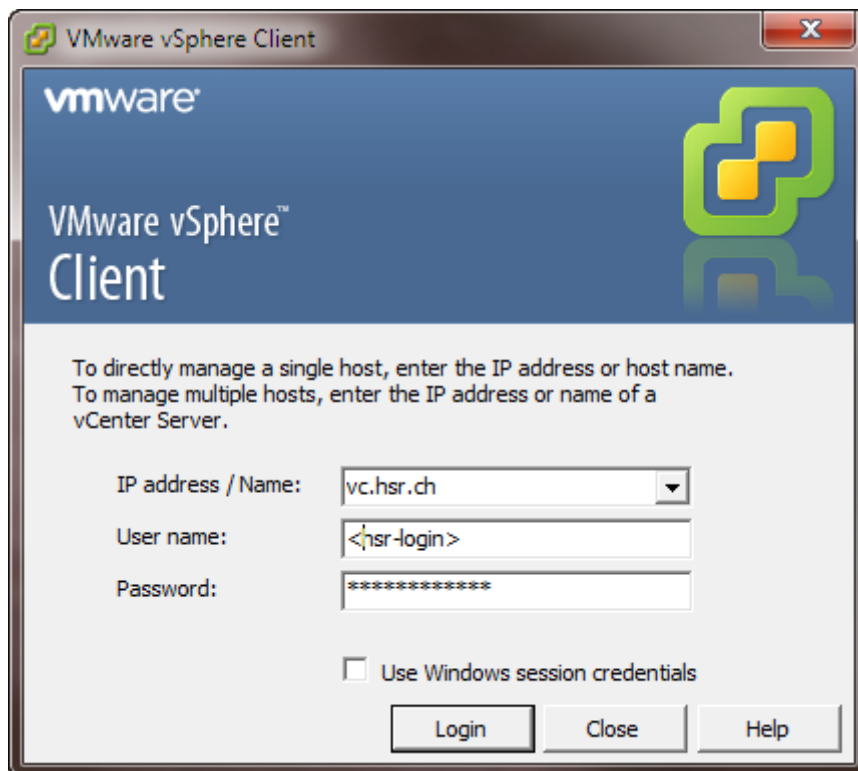 VMware vSphere Client
vmware
VMware vSphere™
Client
To directly manage a single host, enter the IP address or host name.
To manage multiple hosts, enter the IP address or name of a
vCenter Server.
IP address / Name: vc.hsr.ch
User name: <hsr-login>
Password: ************
Use Windows session credentials
Login Close Help